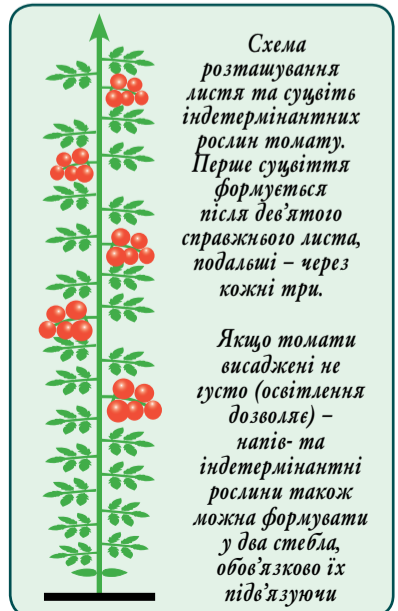 Схема
розташування
листя та суцвіть
індетермінантних
рослин томату.
Перше суцвіття
формується
після дев’ятого
справжнього листа,
подальші – через
кожні три.
Якщо томати
висаджені не
густо (освітлення
дозволяє) –
напів- та
індетермінантні
рослини також
можна формувати
у два стебла,
обов’язково їх
підв’язуючи